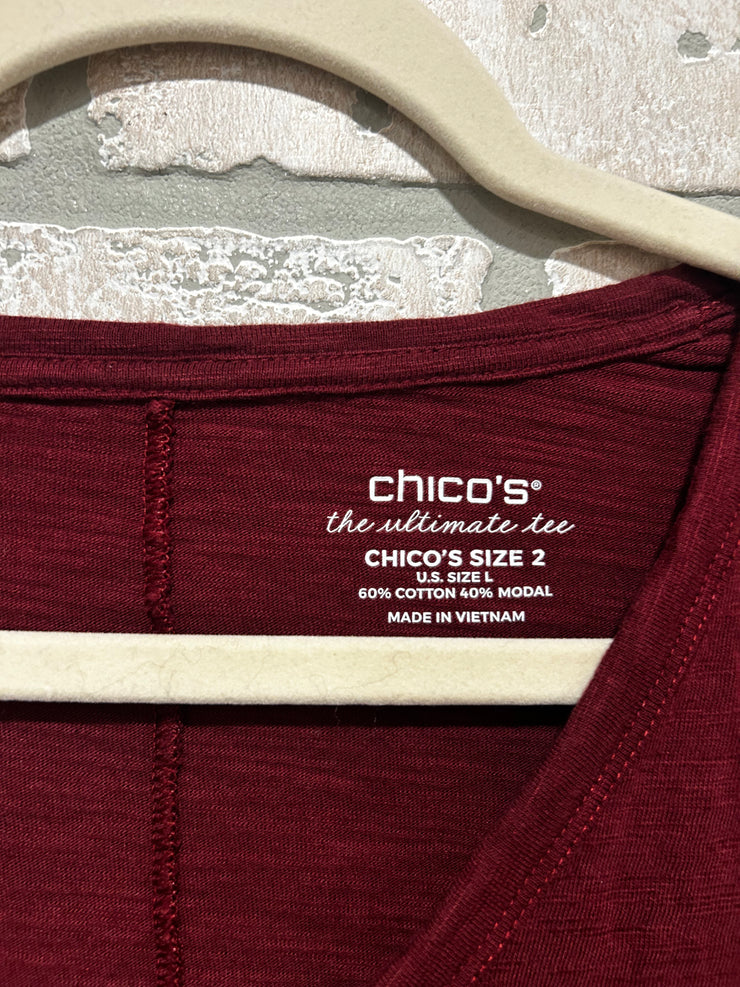 chico's®
the ultimate tee
CHICO'S SIZE 2
U.S. SIZE L
60% COTTON 40% MODAL
MADE IN VIETNAM